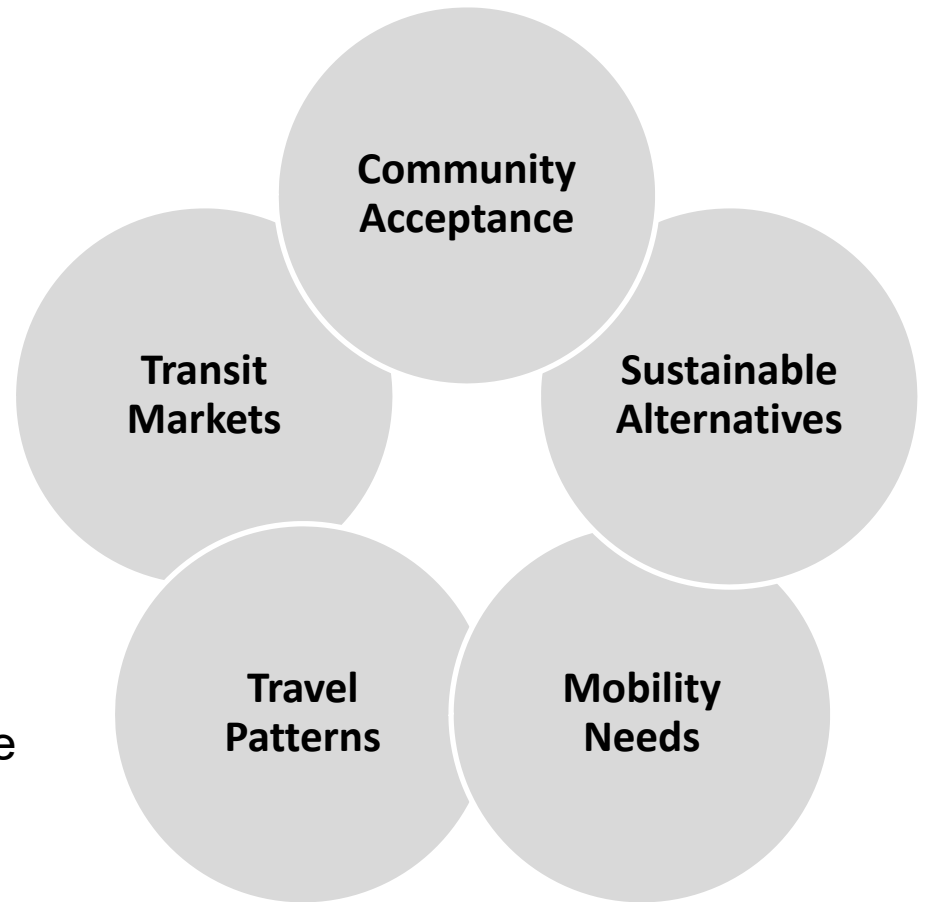 Community
Acceptance
Transit
Markets
Sustainable
Alternatives
Travel
Patterns
Mobility
Needs
e